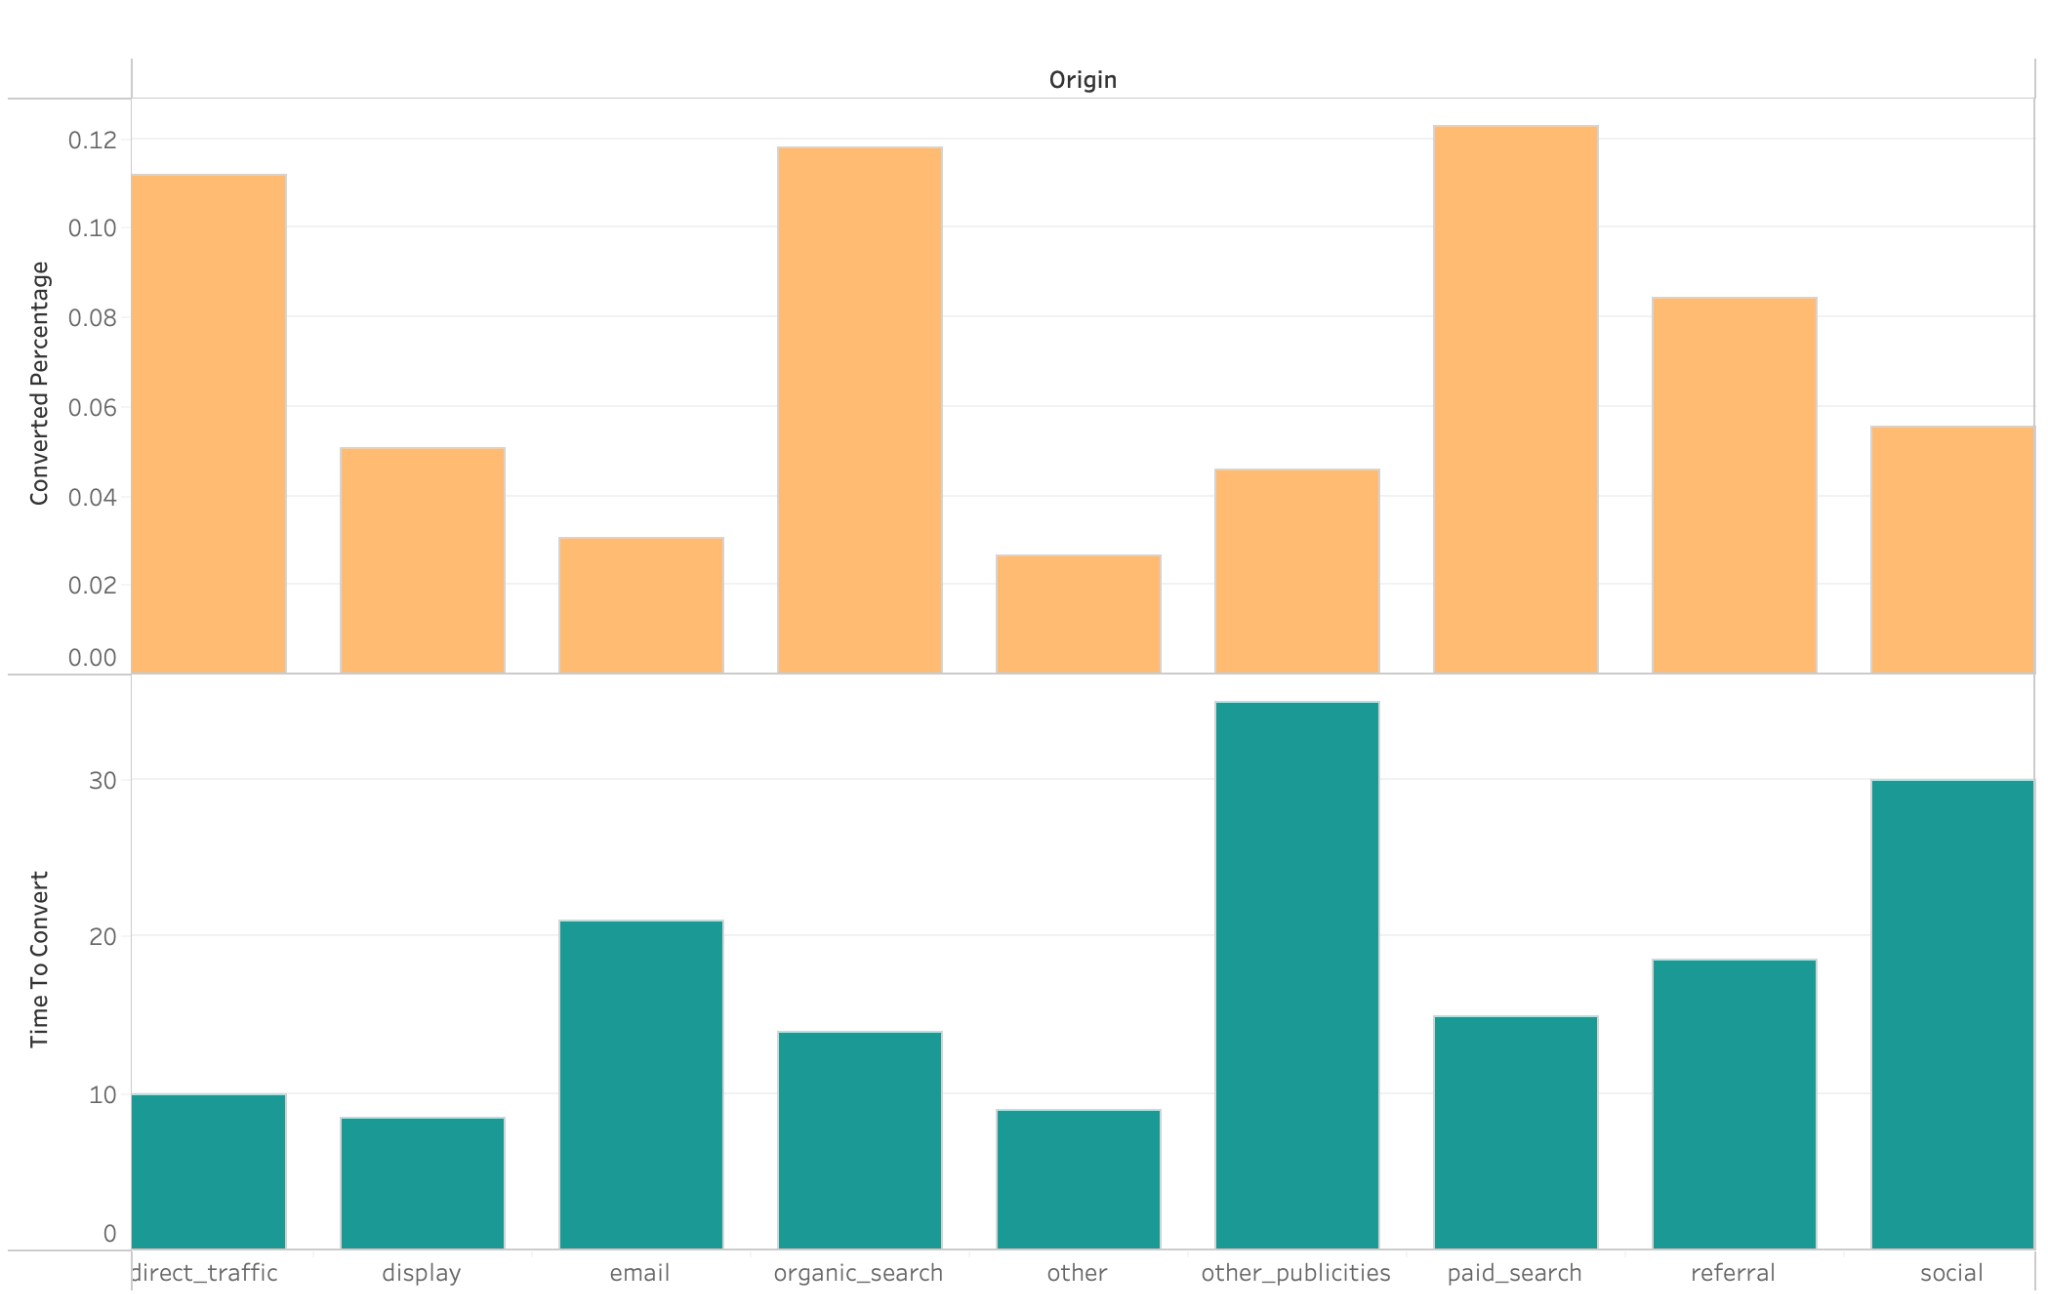 Origin
Converted Percentage
0.12
0.10
0.08
0.06
0.04
0.02
0.00
Time To Convert
30
20
10
0
direct_traffic display email organic_search other other_publicities paid_search referral social